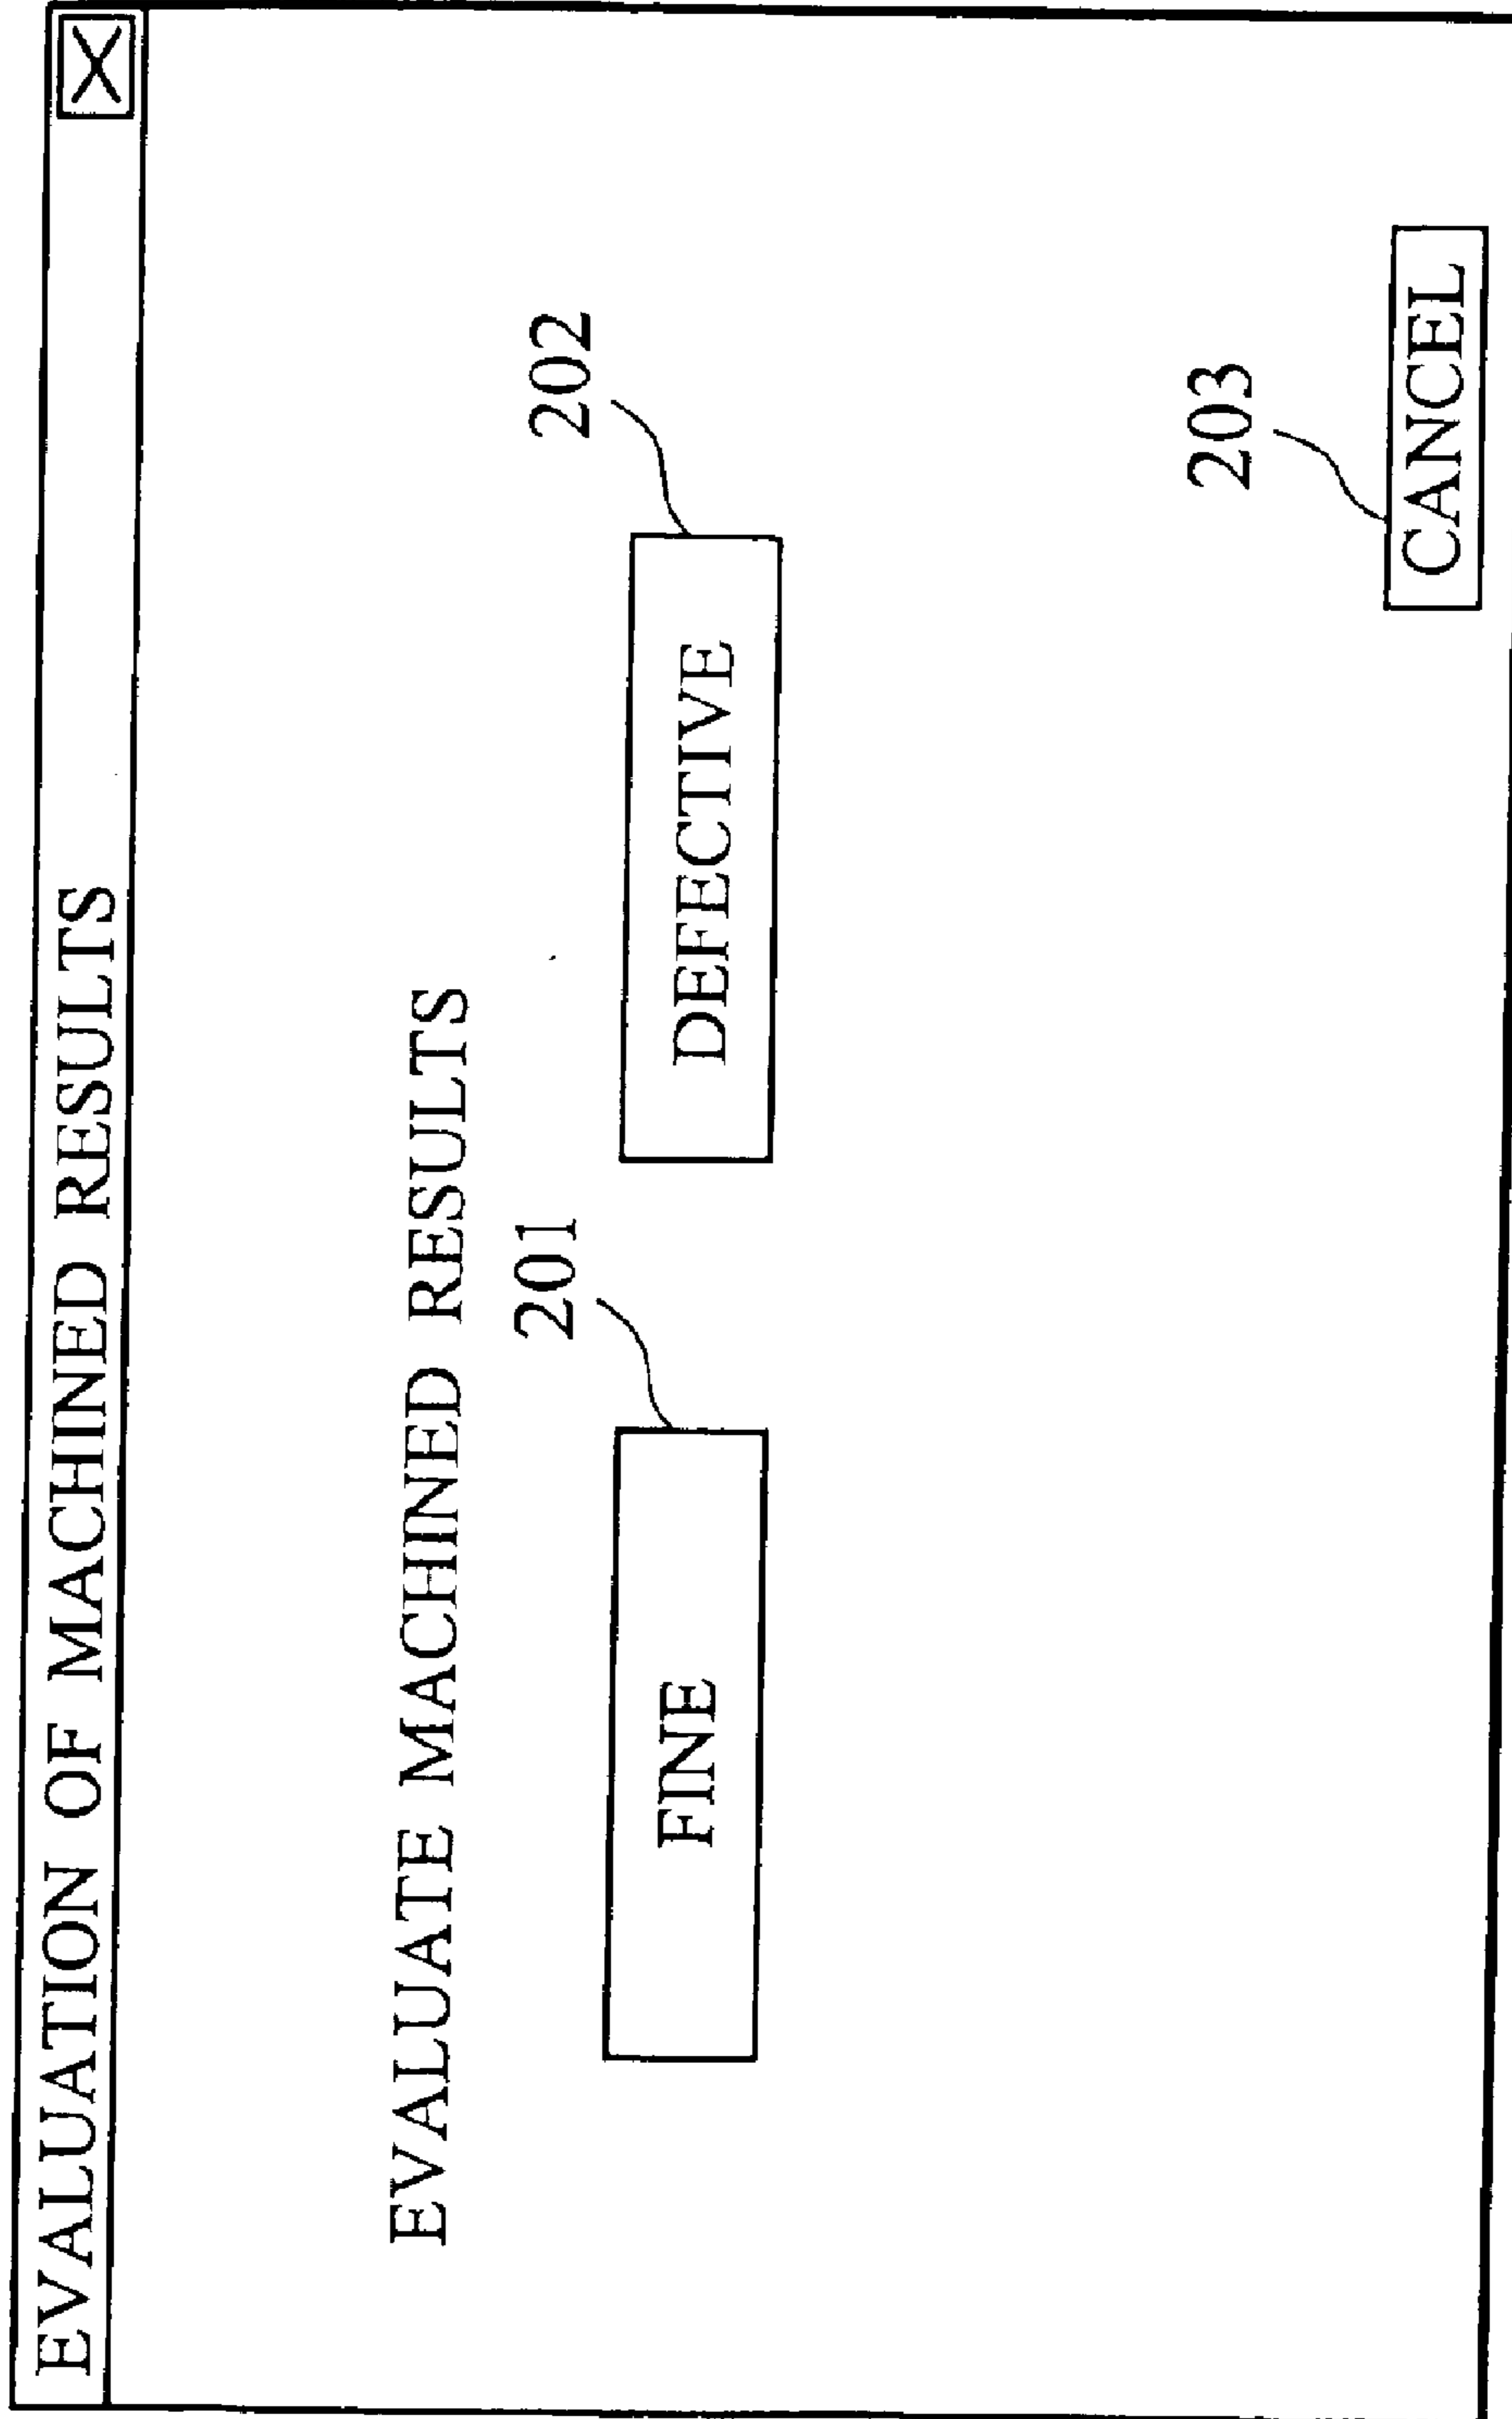 EVALUATION OF MACHINED RESULTS X
EVALUATE MACHINED RESULTS
201 202
FINE DEFECTIVE
203
CANCEL